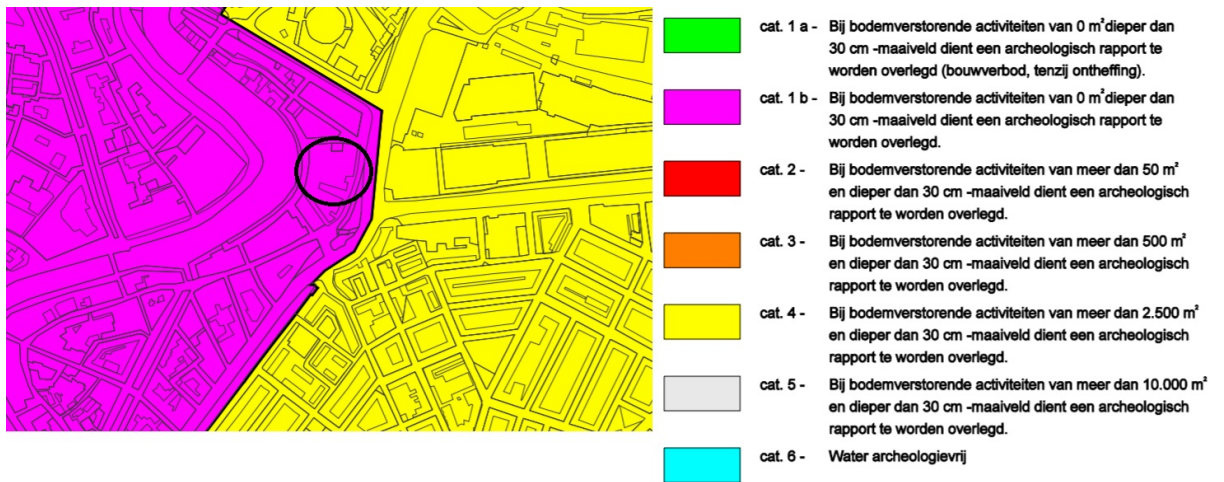 cat. 1 a - Bij bodemverstorende activiteiten van 0 m² dieper dan
30 cm -maaiveld dient een archeologisch rapport te
worden overlegd (bouwverbod, tenzij ontheffing).
cat. 1 b - Bij bodemverstorende activiteiten van 0 m² dieper dan
30 cm -maaiveld dient een archeologisch rapport te
worden overlegd.
cat. 2 - Bij bodemverstorende activiteiten van meer dan 50 m²
en dieper dan 30 cm -maaiveld dient een archeologisch
rapport te worden overlegd.
cat. 3 - Bij bodemverstorende activiteiten van meer dan 500 m²
en dieper dan 30 cm -maaiveld dient een archeologisch
rapport te worden overlegd.
cat. 4 - Bij bodemverstorende activiteiten van meer dan 2.500 m²
en dieper dan 30 cm -maaiveld dient een archeologisch
rapport te worden overlegd.
cat. 5 - Bij bodemverstorende activiteiten van meer dan 10.000 m²
en dieper dan 30 cm -maaiveld dient een archeologisch
rapport te worden overlegd.
cat. 6 - Water archeologievrij